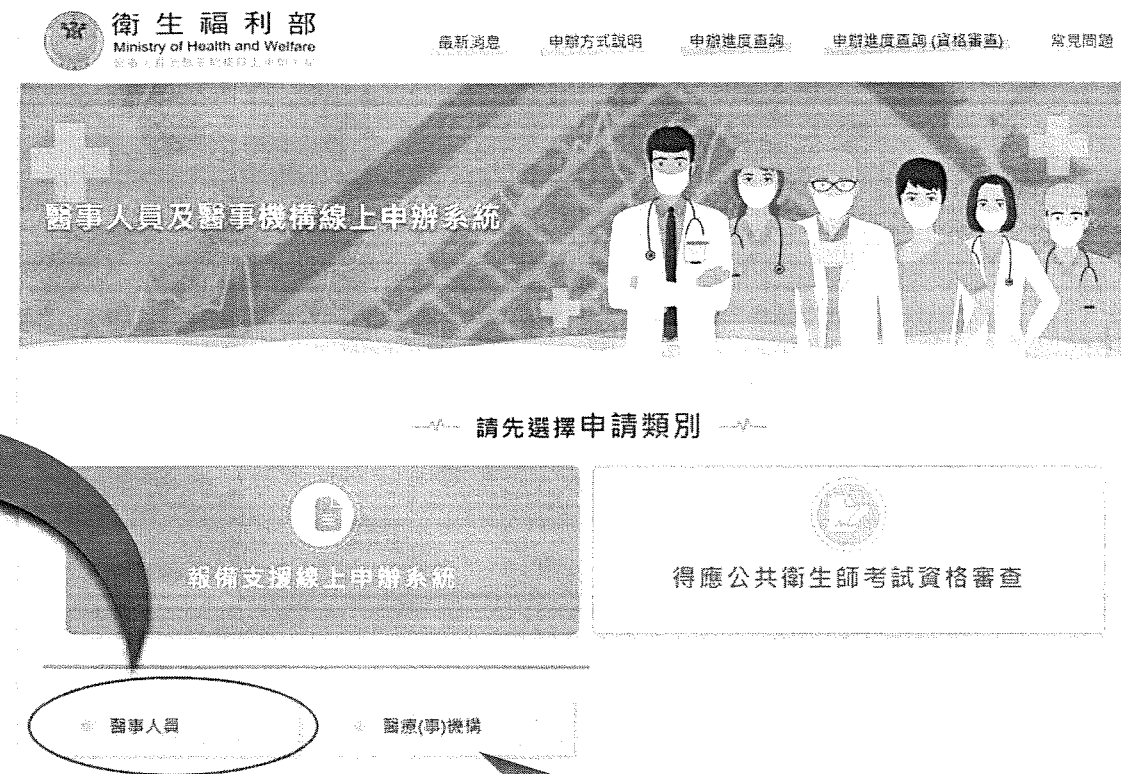 衛生福利部
Ministry of Health and Welfare
最新消息 申辦方式說明 申辦進度查詢 申辦進度查詢 (資格審查) 常見問題
醫事人員及醫事機構線上申辦系統
請先選擇申請類別
報備支援線上申辦系統
得應公共衛生師考試資格審查
醫事人員
醫療(事)機構